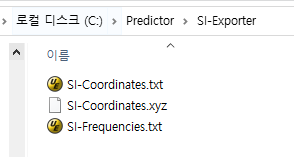 로컬 디스크 (C:) > Predictor > SI-Exporter
이름
SI-Coordinates.txt
SI-Coordinates.xyz
SI-Frequencies.txt